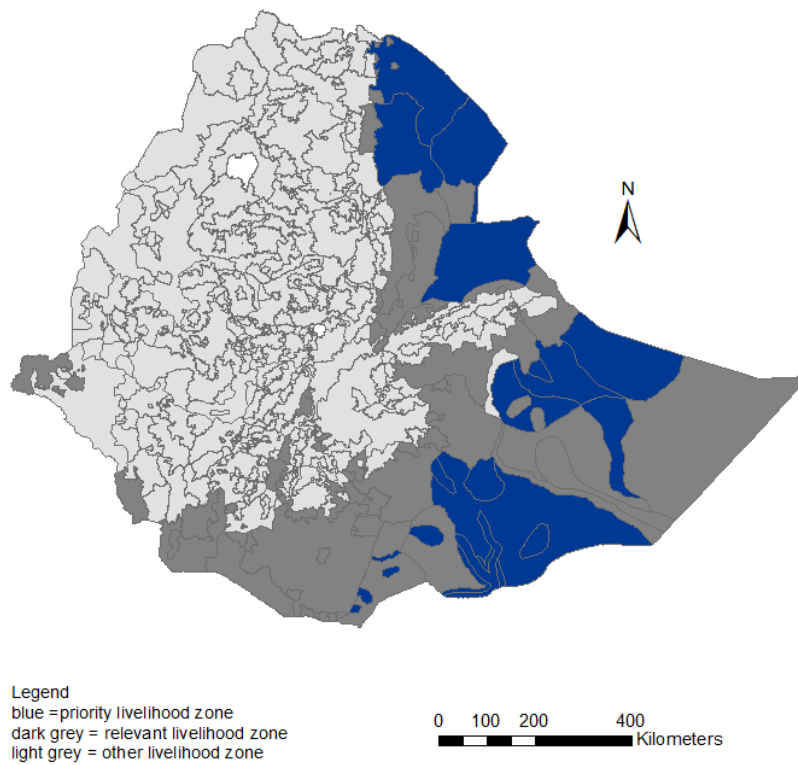 N
Legend
blue =priority livelihood zone
dark grey = relevant livelihood zone
light grey = other livelihood zone
0 100 200 400
Kilometers